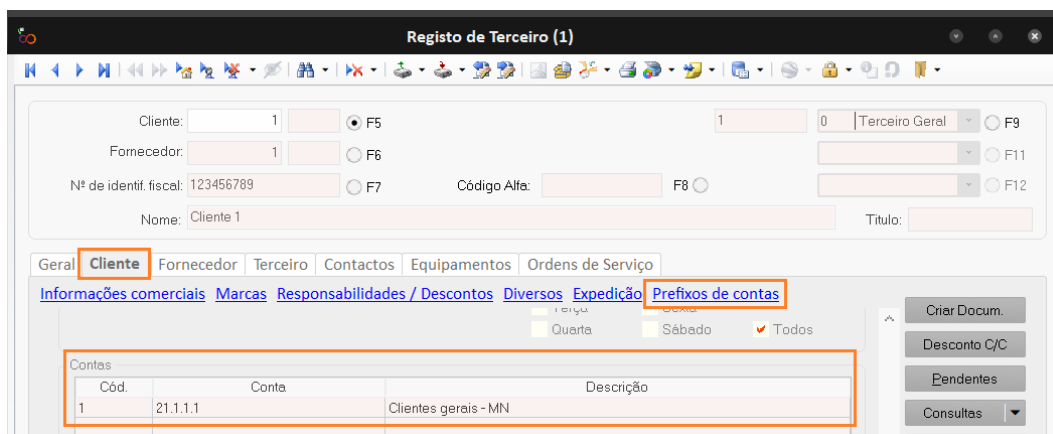 Registo de Terceiro (1)
Cliente: 1 F5 1 0 Terceiro Geral F9
Fornecedor: 1 F6 F11
Nº de identif. fiscal: 123456789 F7 Código Alfa: F8 F12
Nome: Cliente 1 Titulo:
Geral Cliente Fornecedor Terceiro Contactos Equipamentos Ordens de Serviço
Informações comerciais Marcas Responsabilidades / Descontos Diversos Expedição Prefixos de contas
Criar Docum.
Quarta Sábado Todos
Desconto C/C
Contas
Pendentes
Cód. Conta Descrição
1 21.1.1.1 Clientes gerais - MN
Consultas